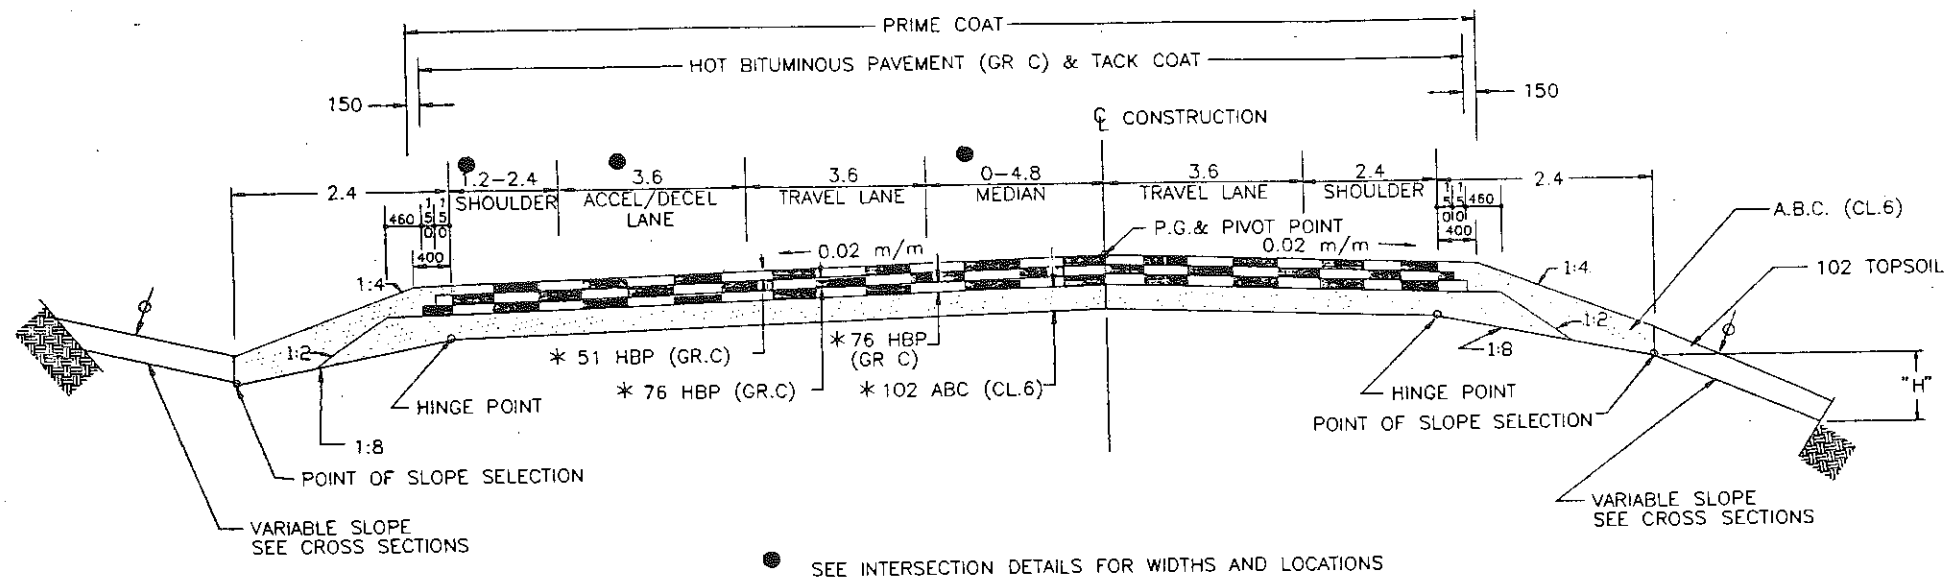 PRIME COAT
HOT BITUMINOUS PAVEMENT (GR C) & TACK COAT
150
150
℄ CONSTRUCTION
2.4
1.2-2.4
SHOULDER
3.6
ACCEL/DECEL
LANE
3.6
TRAVEL LANE
0-4.8
MEDIAN
3.6
TRAVEL LANE
2.4
SHOULDER
2.4
460
150
150
400
150
150
460
400
A.B.C. (CL.6)
P.G.& PIVOT POINT
0.02 m/m
0.02 m/m
1:4
1:4
102 TOPSOIL
1:2
1:2
* 51 HBP (GR.C)
* 76 HBP
(GR C)
* 76 HBP (GR.C)
* 102 ABC (CL.6)
1:8
"H"
HINGE POINT
HINGE POINT
POINT OF SLOPE SELECTION
1:8
POINT OF SLOPE SELECTION
VARIABLE SLOPE
SEE CROSS SECTIONS
VARIABLE SLOPE
SEE CROSS SECTIONS
● SEE INTERSECTION DETAILS FOR WIDTHS AND LOCATIONS